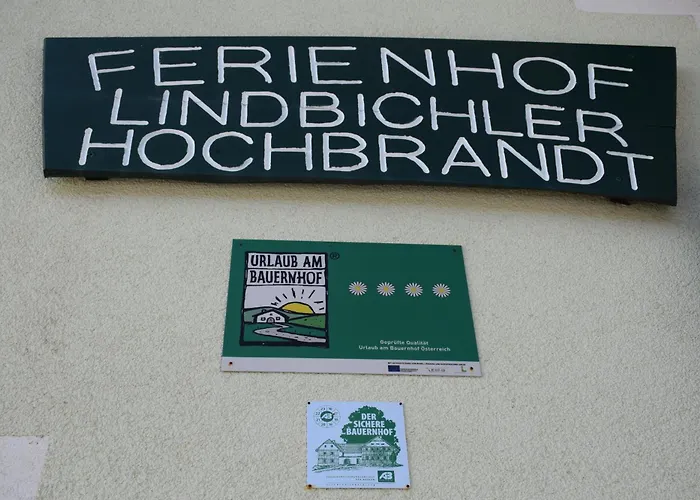 FERIENHOF
LINDBICHLER
HOCHBRANDT
URLAUB AM
BAUERNHOF
®
Geprüfte Qualität
Urlaub am Bauernhof Österreich
DER
SICHERE
BAUERNHOF